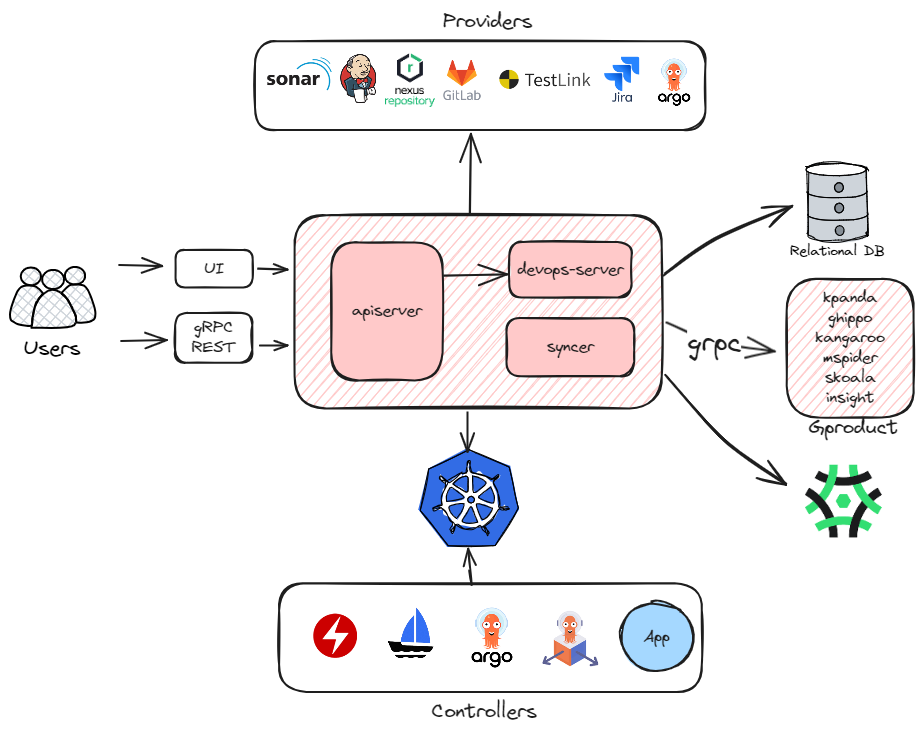 Providers
sonar
nexus
repository
GitLab
TestLink
Jira
argo
Relational DB
UI
gRPC
REST
Users
apiserver
devops-server
syncer
grpc
kpanda
ghippo
kangaroo
mspider
skoala
insight
Gproduct
argo
App
Controllers